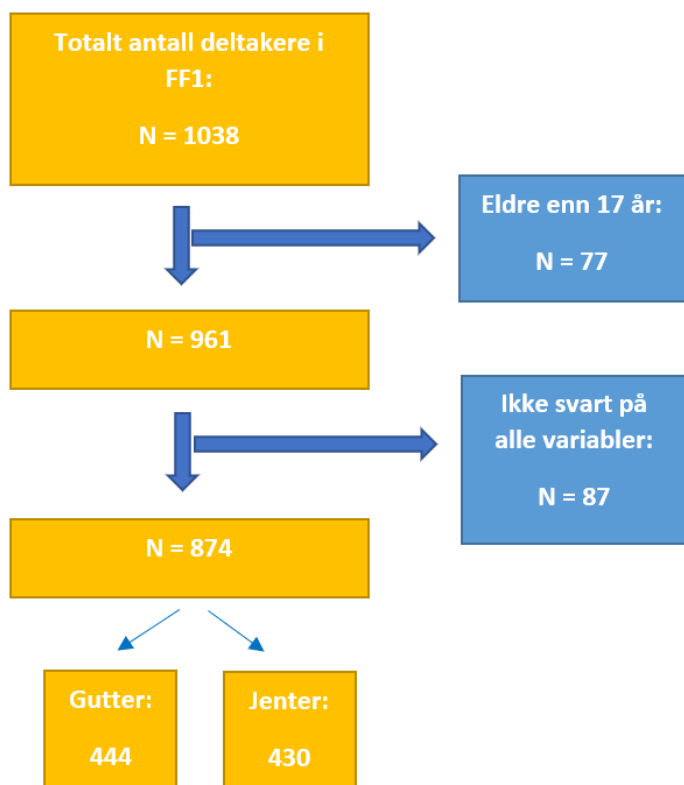 Totalt antall deltakere i
FF1:
N = 1038
Eldre enn 17 år:
N = 77
N = 961
Ikke svart på
alle variabler:
N = 87
N = 874
Gutter:
444
Jenter:
430